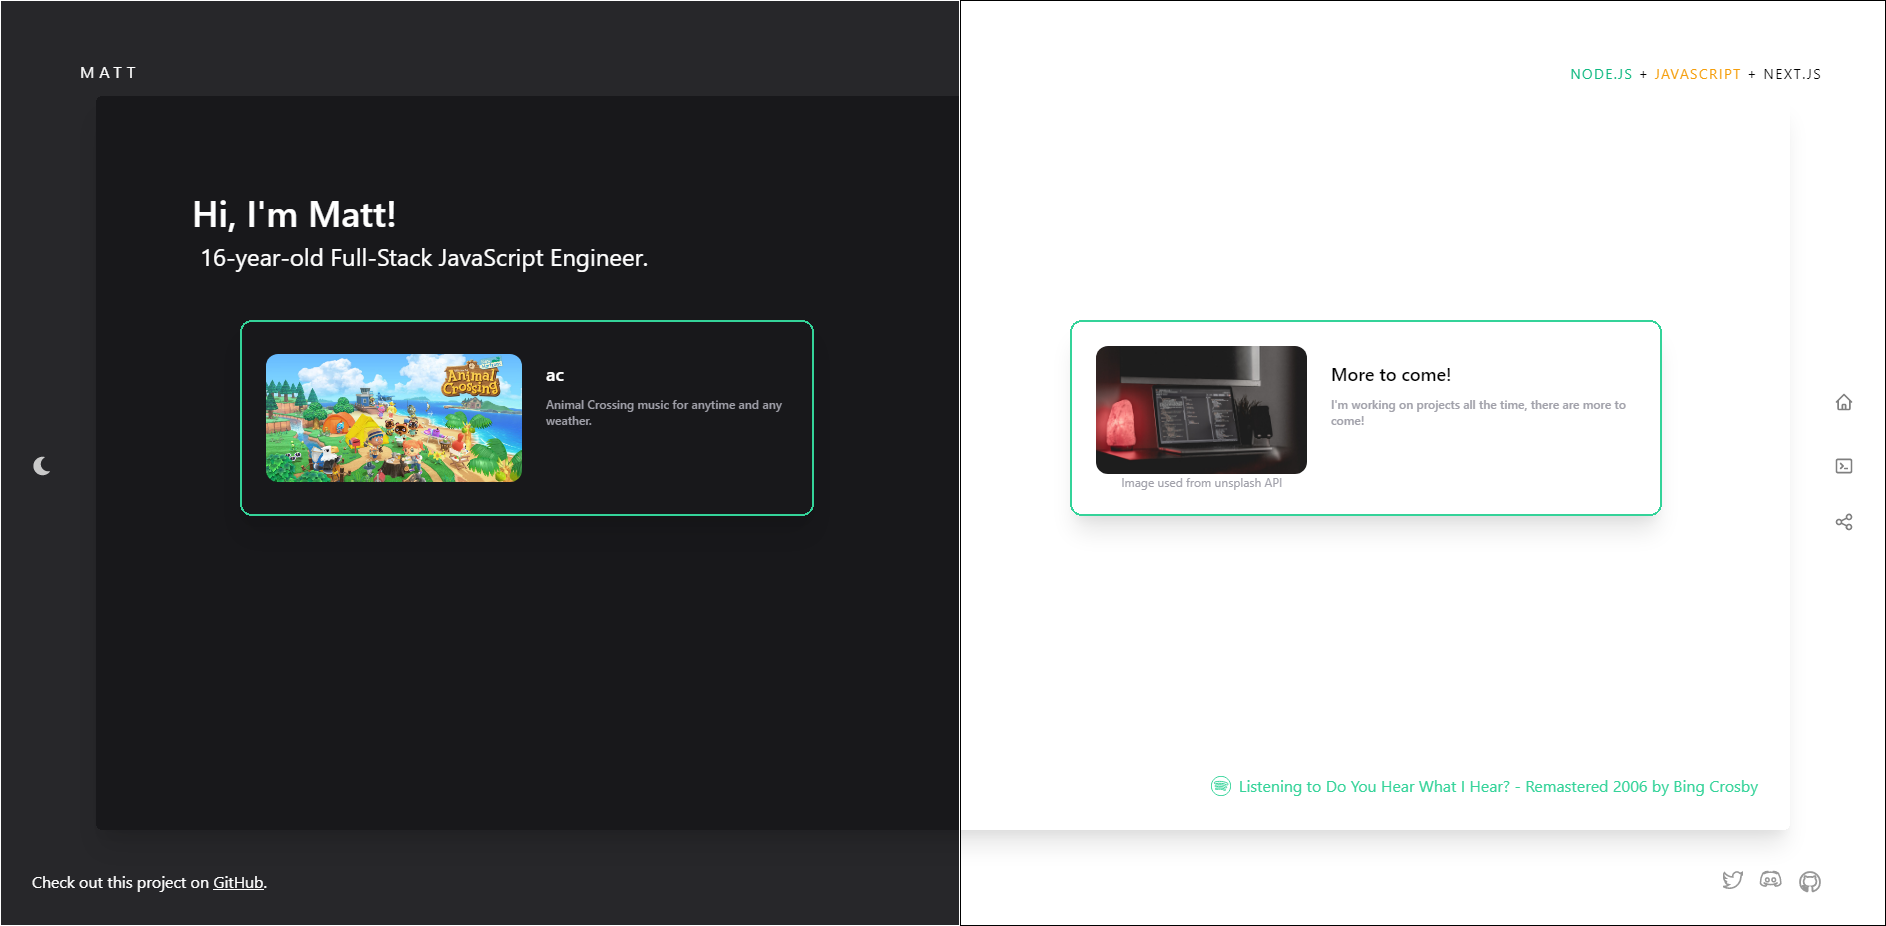 MATT
NODE.JS + JAVASCRIPT + NEXT.JS
Hi, I'm Matt!
16-year-old Full-Stack JavaScript Engineer.
Animal Crossing
ac
Animal Crossing music for anytime and any
weather.
More to come!
I'm working on projects all the time, there are more to
come!
Image used from unsplash API
Listening to Do You Hear What I Hear? - Remastered 2006 by Bing Crosby
Check out this project on GitHub.